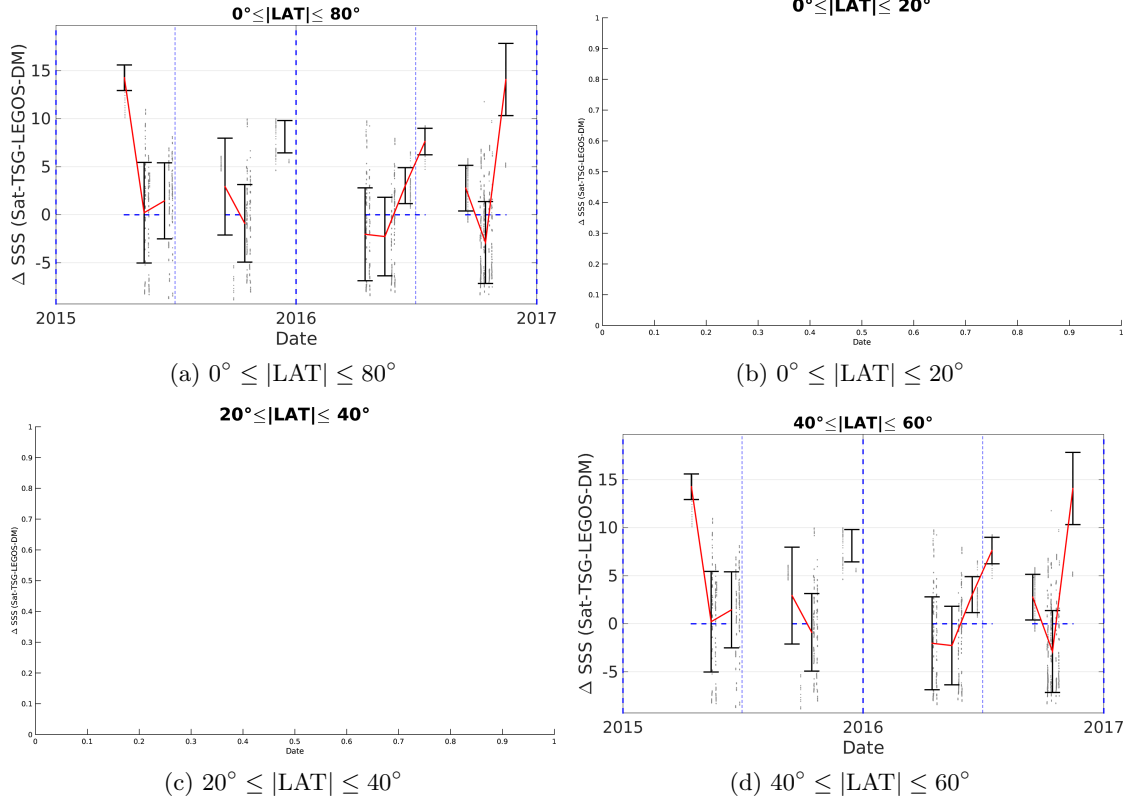 0°≤|LAT|≤ 80°
Δ SSS (Sat-TSG-LEGOS-DM)
15
10
5
0
-5
2015
2016
2017
Date
(a) 0° ≤ |LAT| ≤ 80°
0°≤|LAT|≤ 20°
Δ SSS (Sat-TSG-LEGOS-DM)
1
0.9
0.8
0.7
0.6
0.5
0.4
0.3
0.2
0.1
0
0 0.1 0.2 0.3 0.4 0.5 0.6 0.7 0.8 0.9 1
Date
(b) 0° ≤ |LAT| ≤ 20°
20°≤|LAT|≤ 40°
Δ SSS (Sat-TSG-LEGOS-DM)
1
0.9
0.8
0.7
0.6
0.5
0.4
0.3
0.2
0.1
0
0 0.1 0.2 0.3 0.4 0.5 0.6 0.7 0.8 0.9 1
Date
(c) 20° ≤ |LAT| ≤ 40°
40°≤|LAT|≤ 60°
Δ SSS (Sat-TSG-LEGOS-DM)
15
10
5
0
-5
2015
2016
2017
Date
(d) 40° ≤ |LAT| ≤ 60°